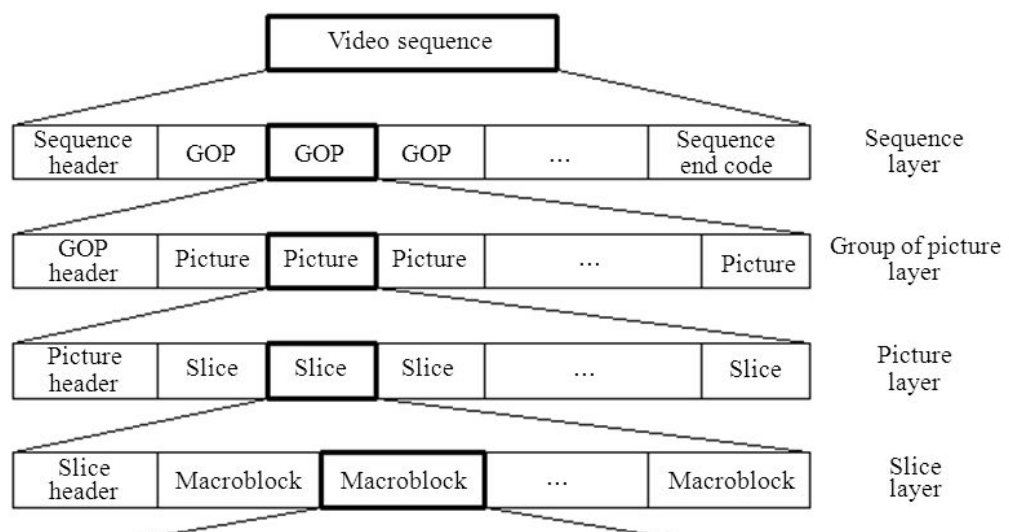 Video sequence
Sequence header GOP GOP GOP ... Sequence end code Sequence layer
GOP header Picture Picture Picture ... Picture Group of picture layer
Picture header Slice Slice Slice ... Slice Picture layer
Slice header Macroblock Macroblock ... Macroblock Slice layer